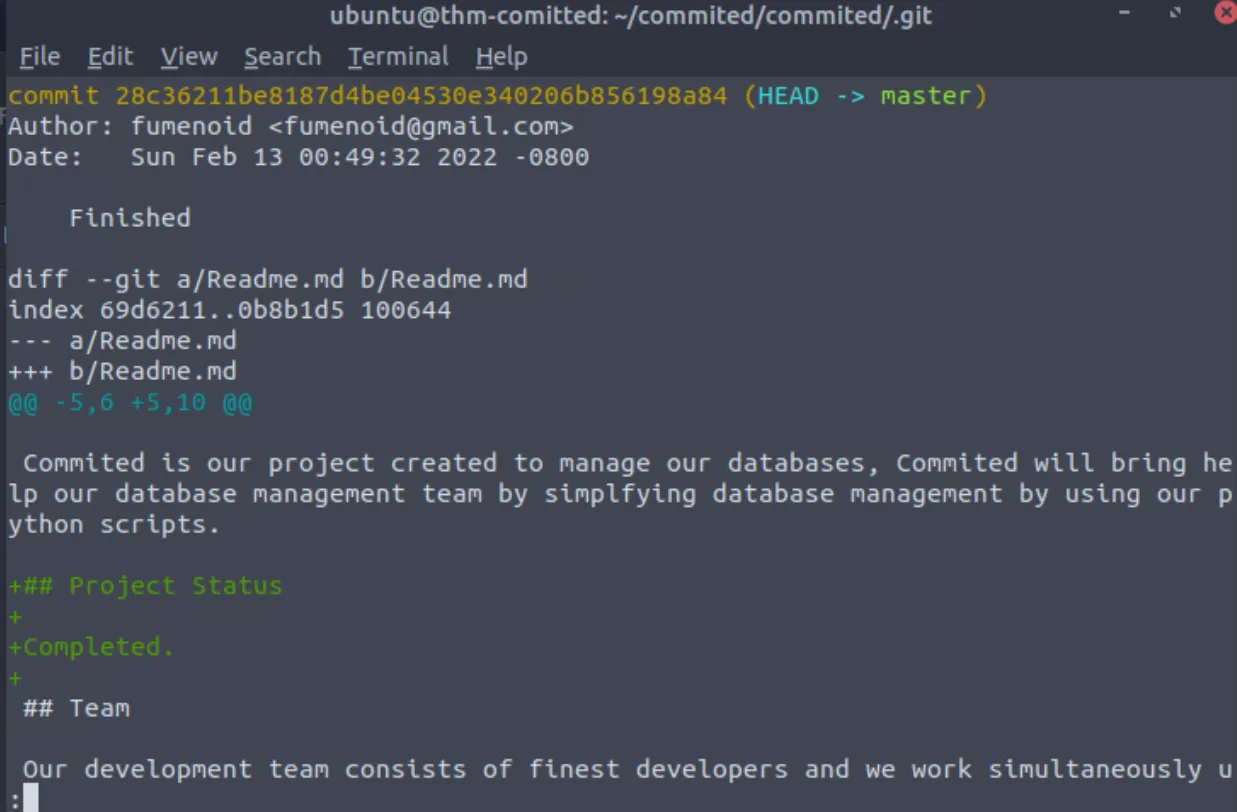 ubuntu@thm-comitted: ~/commited/commited/.git
File Edit View Search Terminal Help
commit 28c36211be8187d4be04530e340206b856198a84 (HEAD -> master)
Author: fumenoid <fumenoid@gmail.com>
Date:   Sun Feb 13 00:49:32 2022 -0800
Finished
diff --git a/Readme.md b/Readme.md
index 69d6211..0b8b1d5 100644
--- a/Readme.md
+++ b/Readme.md
@@ -5,6 +5,10 @@
Commited is our project created to manage our databases, Commited will bring he
lp our database management team by simplfying database management by using our p
ython scripts.
+## Project Status
+
+Completed.
+
## Team
Our development team consists of finest developers and we work simultaneously u
: